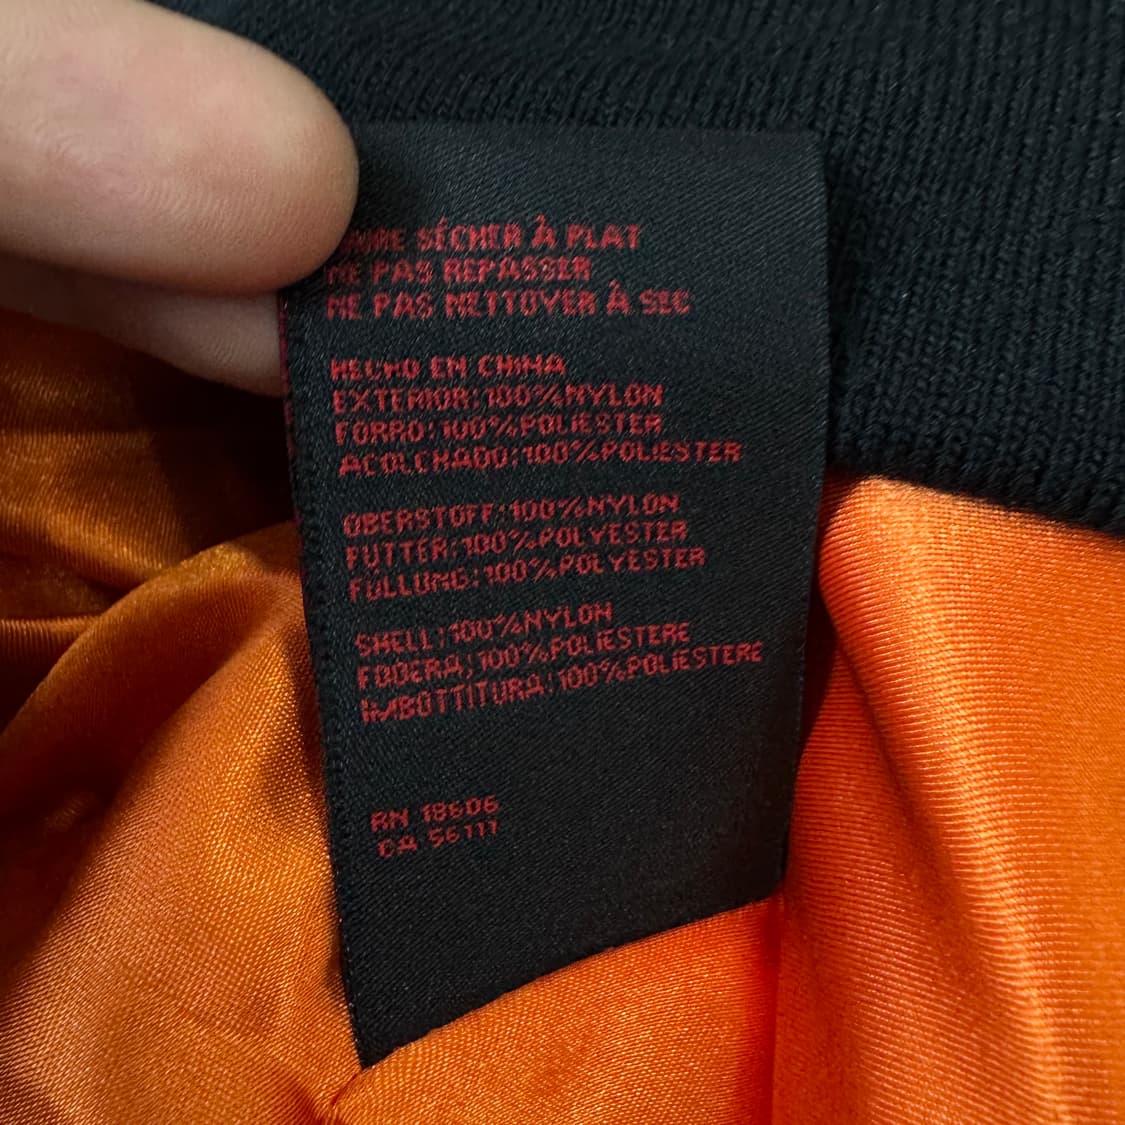 SÉCHER À PLAT
NE PAS REPASSER
NE PAS NETTOYER À SEC
HECHO EN CHINA
EXTERIOR:100%NYLON
FORRO:100%POLIESTER
ACOLCHADO:100%POLIESTER
OBERSTOFF:100%NYLON
FUTTER:100%POLYESTER
FÜLLUNG:100%POLYESTER
SHELL:100%NYLON
FODERA:100%POLIESTERE
IMBOTTITURA:100%POLIESTERE
RN 18606
CA 56111